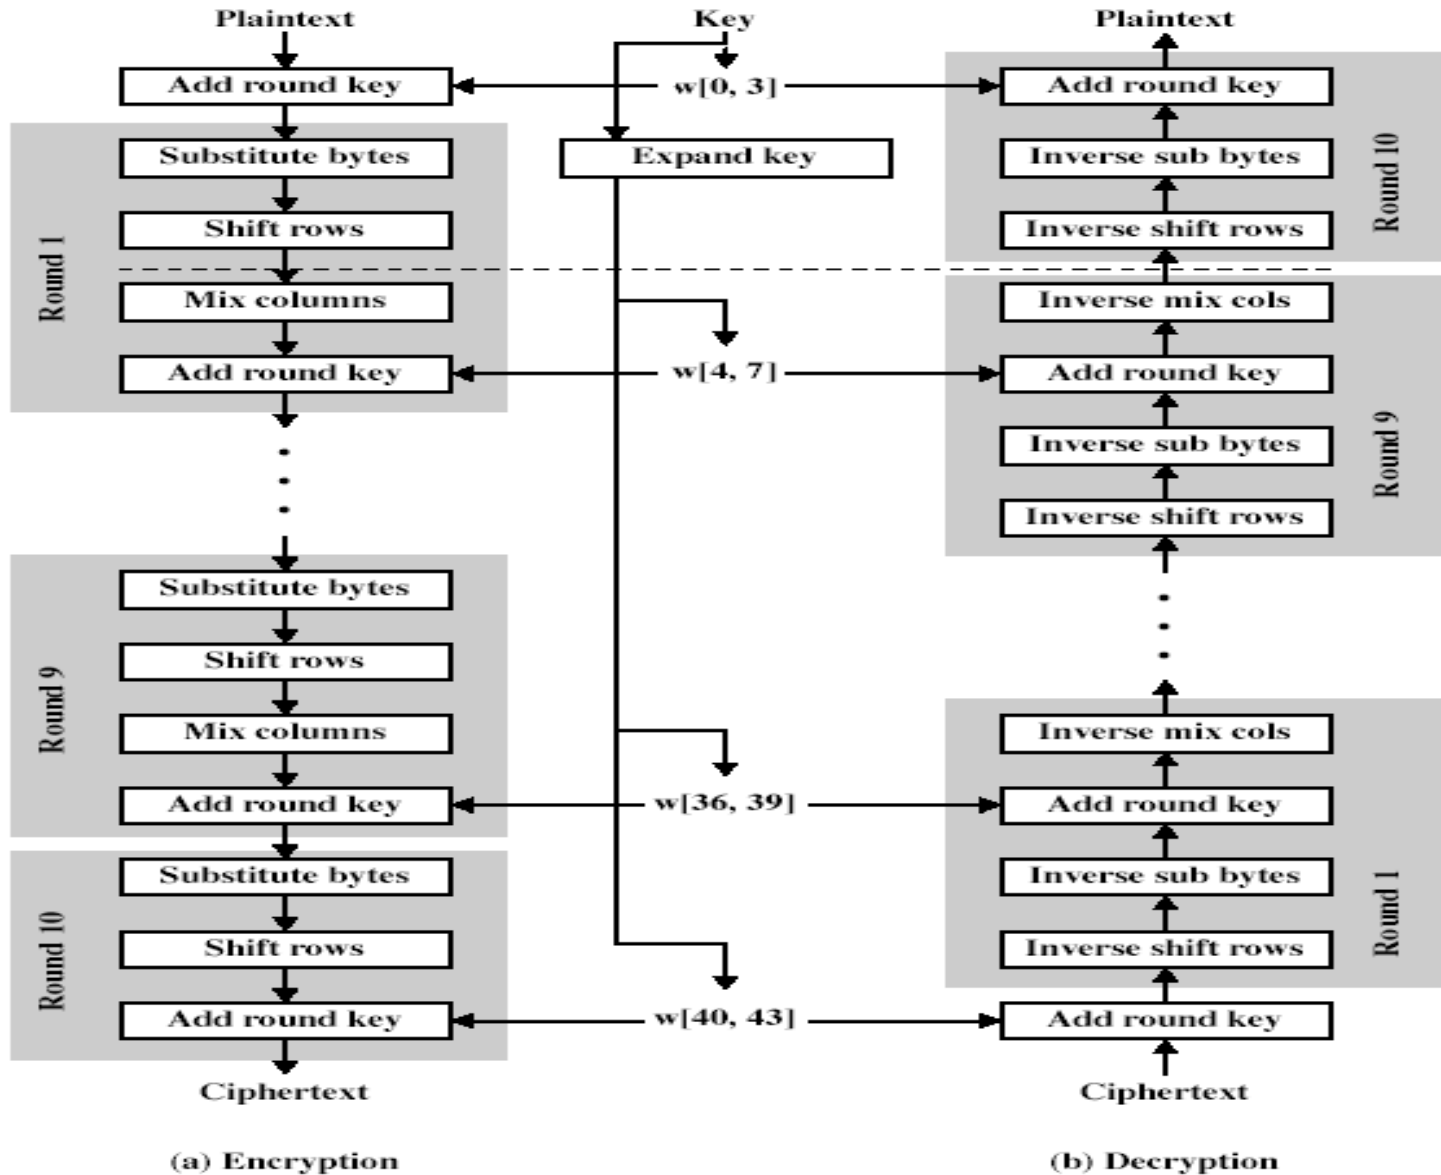 Plaintext
Add round key
Round 1
Substitute bytes
Shift rows
Mix columns
Add round key
Round 9
Substitute bytes
Shift rows
Mix columns
Add round key
Round 10
Substitute bytes
Shift rows
Add round key
Ciphertext
(a) Encryption
Key
w[0, 3]
Expand key
w[4, 7]
w[36, 39]
w[40, 43]
Plaintext
Add round key
Inverse sub bytes
Inverse shift rows
Round 10
Inverse mix cols
Add round key
Inverse sub bytes
Inverse shift rows
Round 9
Inverse mix cols
Add round key
Inverse sub bytes
Inverse shift rows
Round 1
Add round key
Ciphertext
(b) Decryption